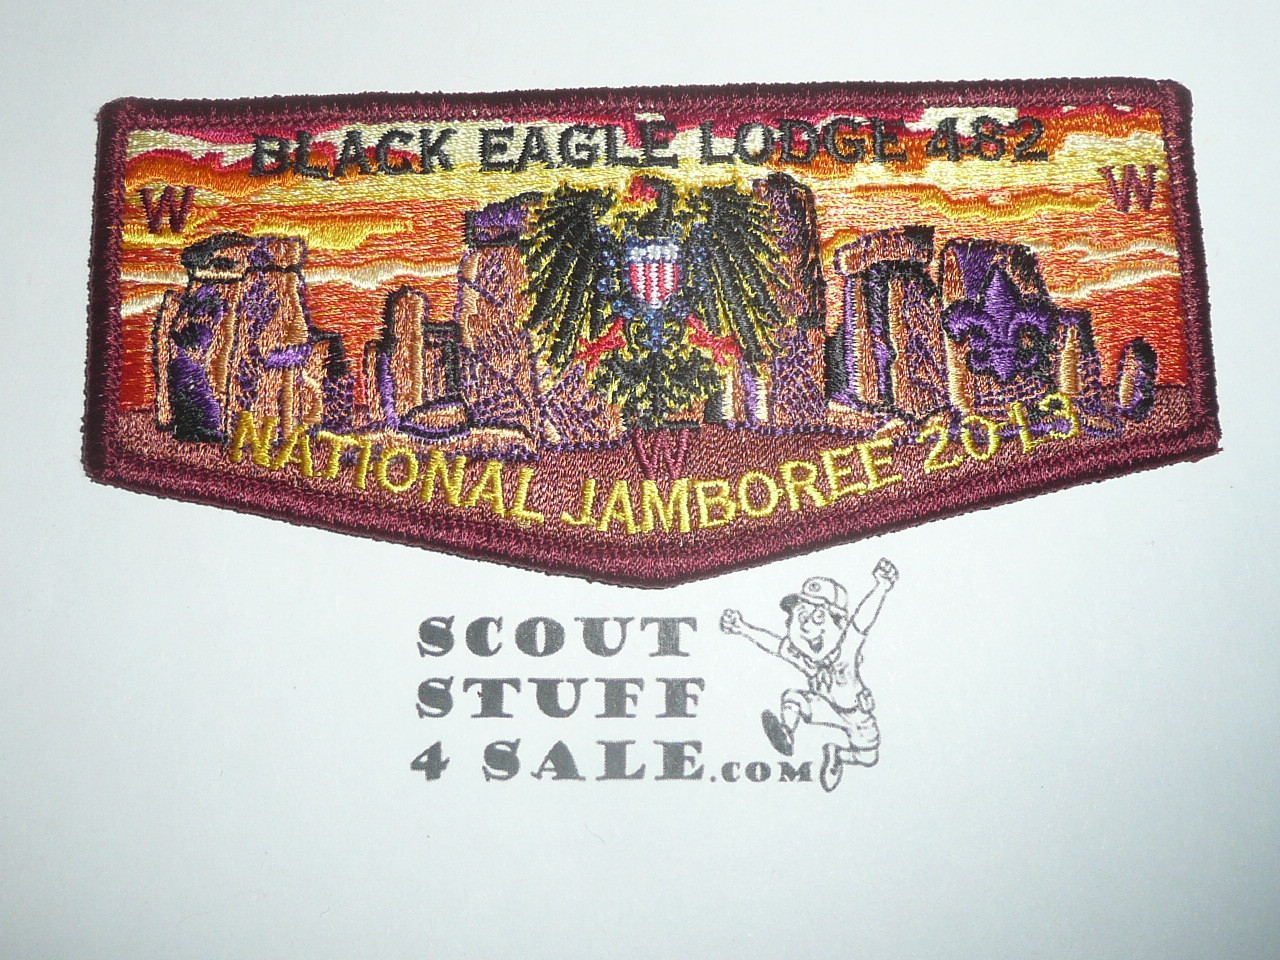 BLACK EAGLE LODGE 482
W
W
W
NATIONAL JAMBOREE 2013
SCOUT
STUFF
4 SALE.COM